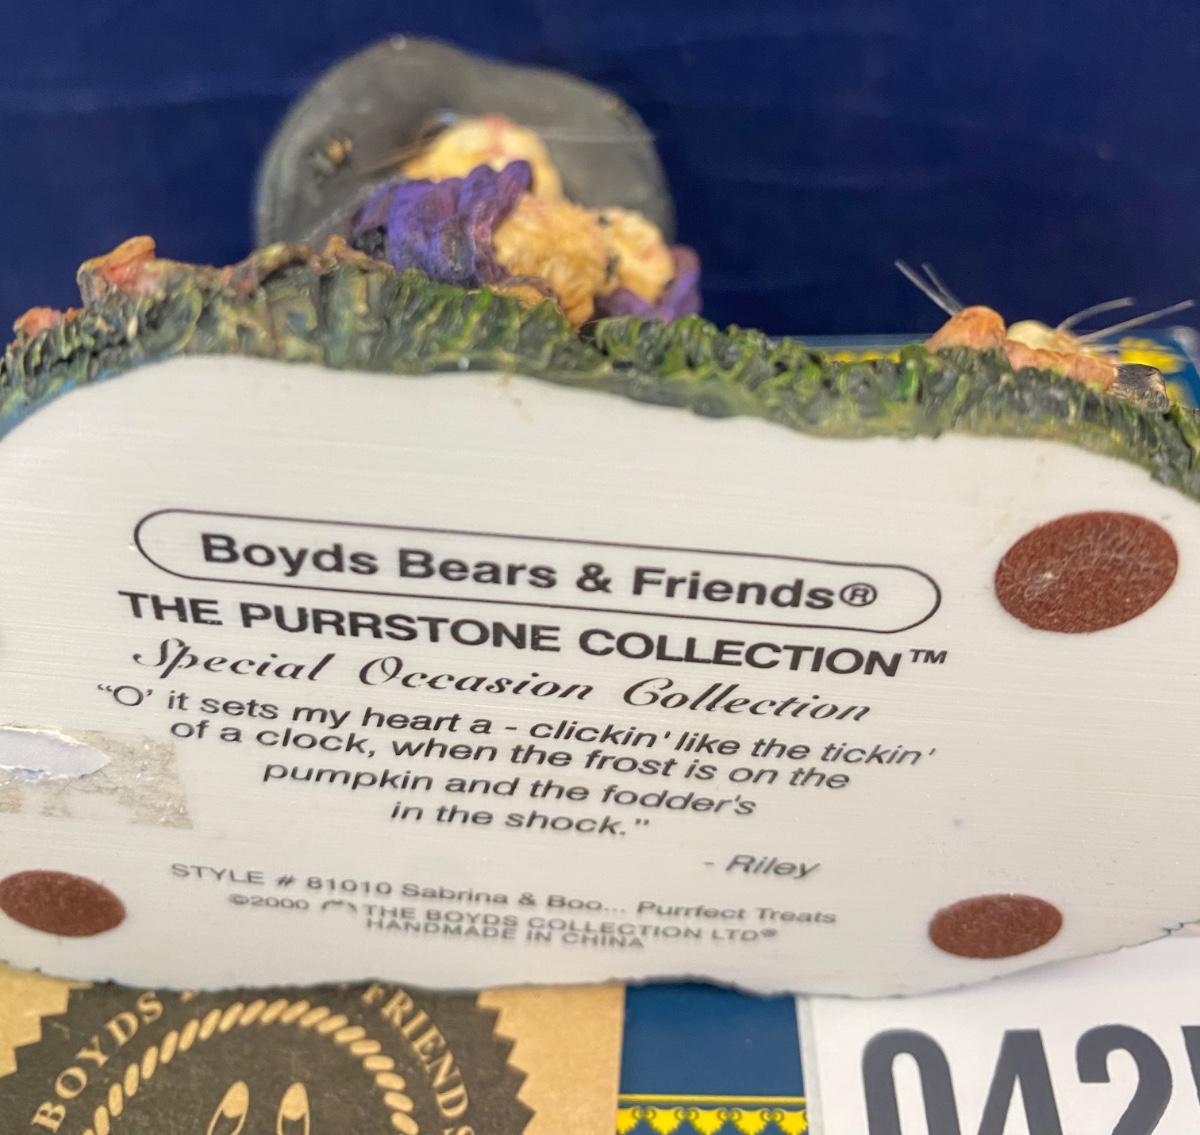 Boyds Bears & Friends®
THE PURRSTONE COLLECTION™
Special Occasion Collection
“O’ it sets my heart a - clickin' like the tickin'
of a clock, when the frost is on the
pumpkin and the fodder's
in the shock."
- Riley
STYLE # 81010 Sabrina & Boo... Purrfect Treats
©2000 THE BOYDS COLLECTION LTD®
HANDMADE IN CHINA
BOYDS FRIENDS
042